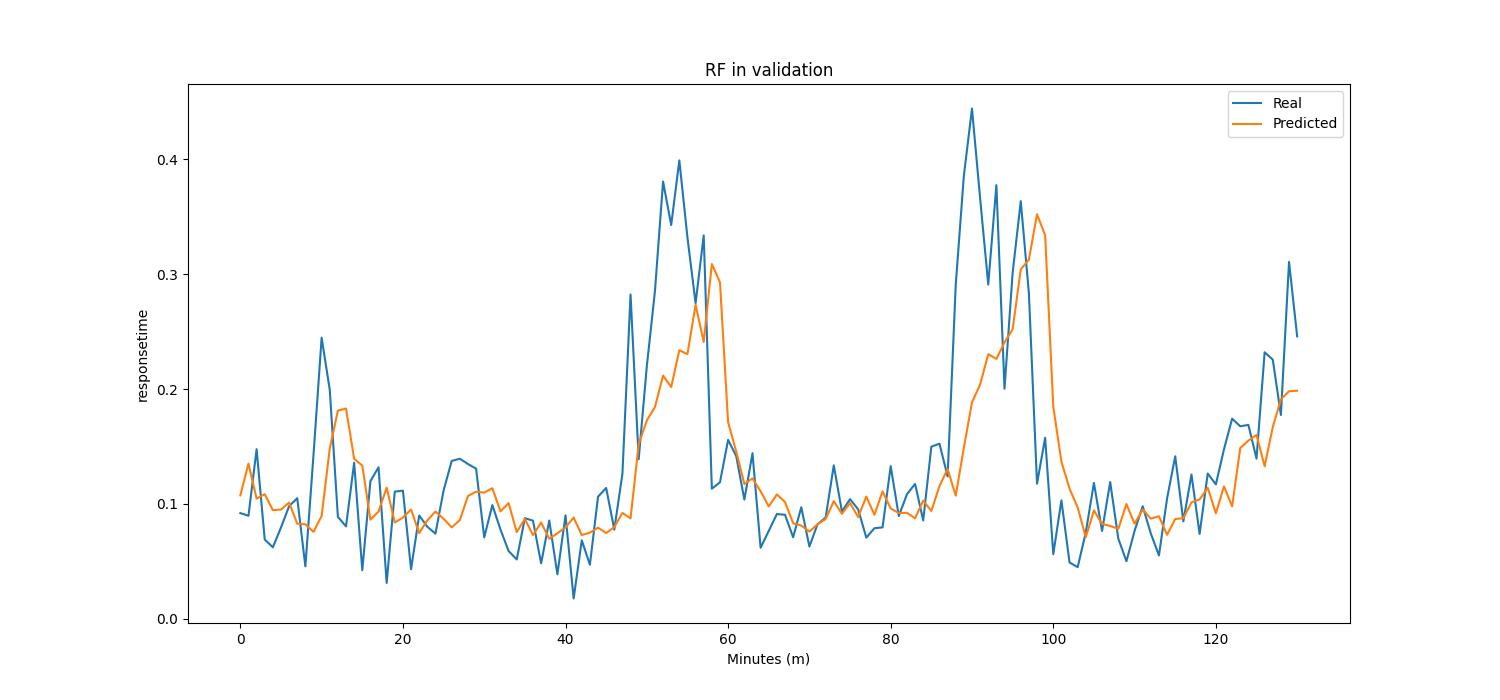 RF in validation
Real
Predicted
0.4
0.3
0.2
0.1
0.0
responsetime
0 20 40 60 80 100 120
Minutes (m)